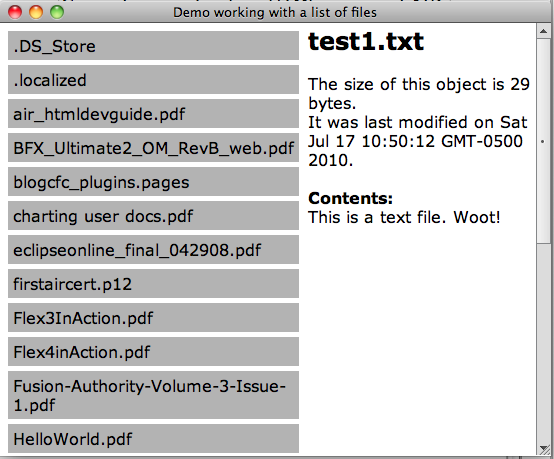 Demo working with a list of files
.DS_Store
.localized
air_htmldevguide.pdf
BFX_Ultimate2_OM_RevB_web.pdf
blogcfc_plugins.pages
charting user docs.pdf
eclipseonline_final_042908.pdf
firstaircert.p12
Flex3InAction.pdf
Flex4inAction.pdf
Fusion-Authority-Volume-3-Issue-
1.pdf
HelloWorld.pdf
test1.txt
The size of this object is 29
bytes.
It was last modified on Sat
Jul 17 10:50:12 GMT-0500
2010.
Contents:
This is a text file. Woot!